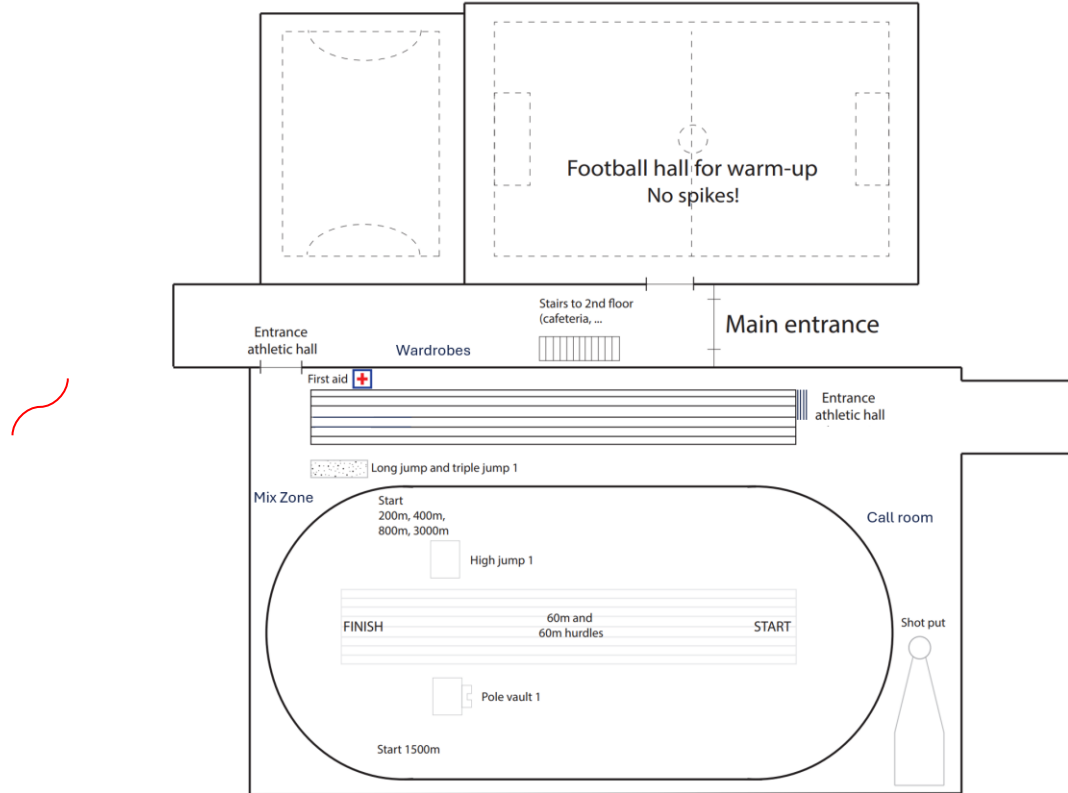 Football hall for warm-up
No spikes!
Stairs to 2nd floor
(cafeteria, ...
Main entrance
Entrance
athletic hall
Wardrobes
First aid
Entrance
athletic hall
Long jump and triple jump 1
Mix Zone
Start
200m, 400m,
800m, 3000m
Call room
High jump 1
60m and
60m hurdles
FINISH
START
Shot put
Pole vault 1
Start 1500m